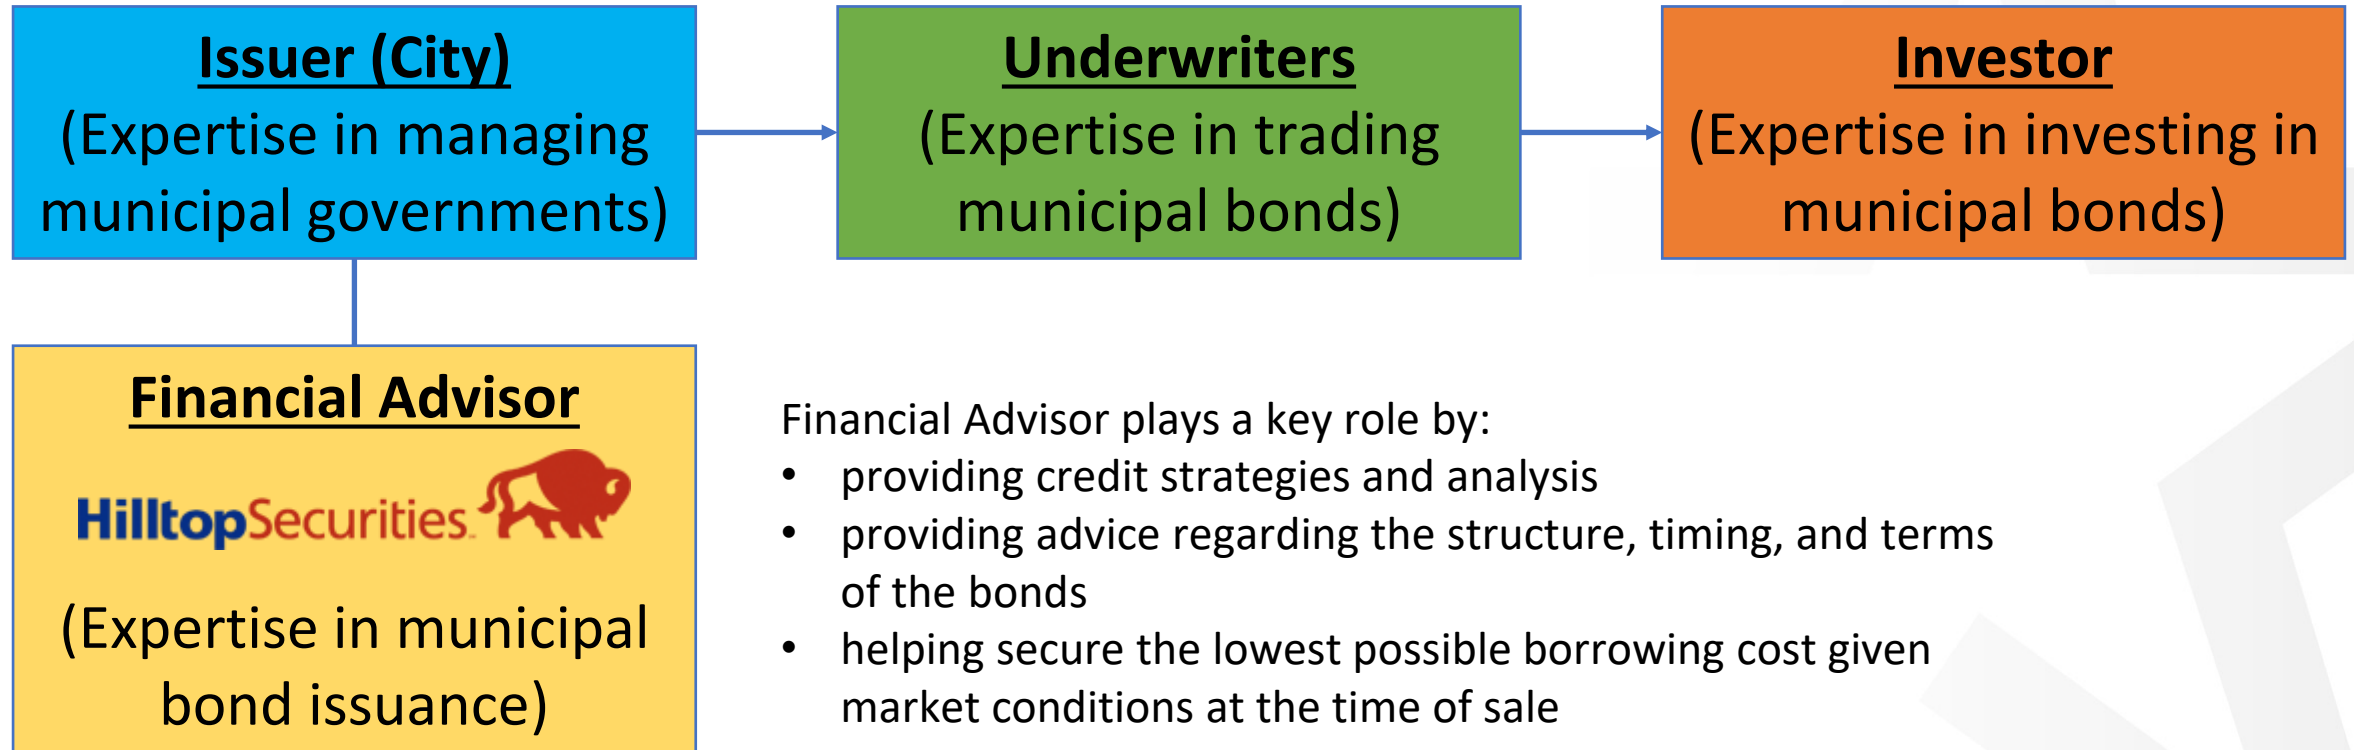 Issuer (City)
(Expertise in managing
municipal governments)
Underwriters
(Expertise in trading
municipal bonds)
Investor
(Expertise in investing in
municipal bonds)
Financial Advisor
HilltopSecurities.
(Expertise in municipal
bond issuance)
Financial Advisor plays a key role by:
• providing credit strategies and analysis
• providing advice regarding the structure, timing, and terms
of the bonds
• helping secure the lowest possible borrowing cost given
market conditions at the time of sale